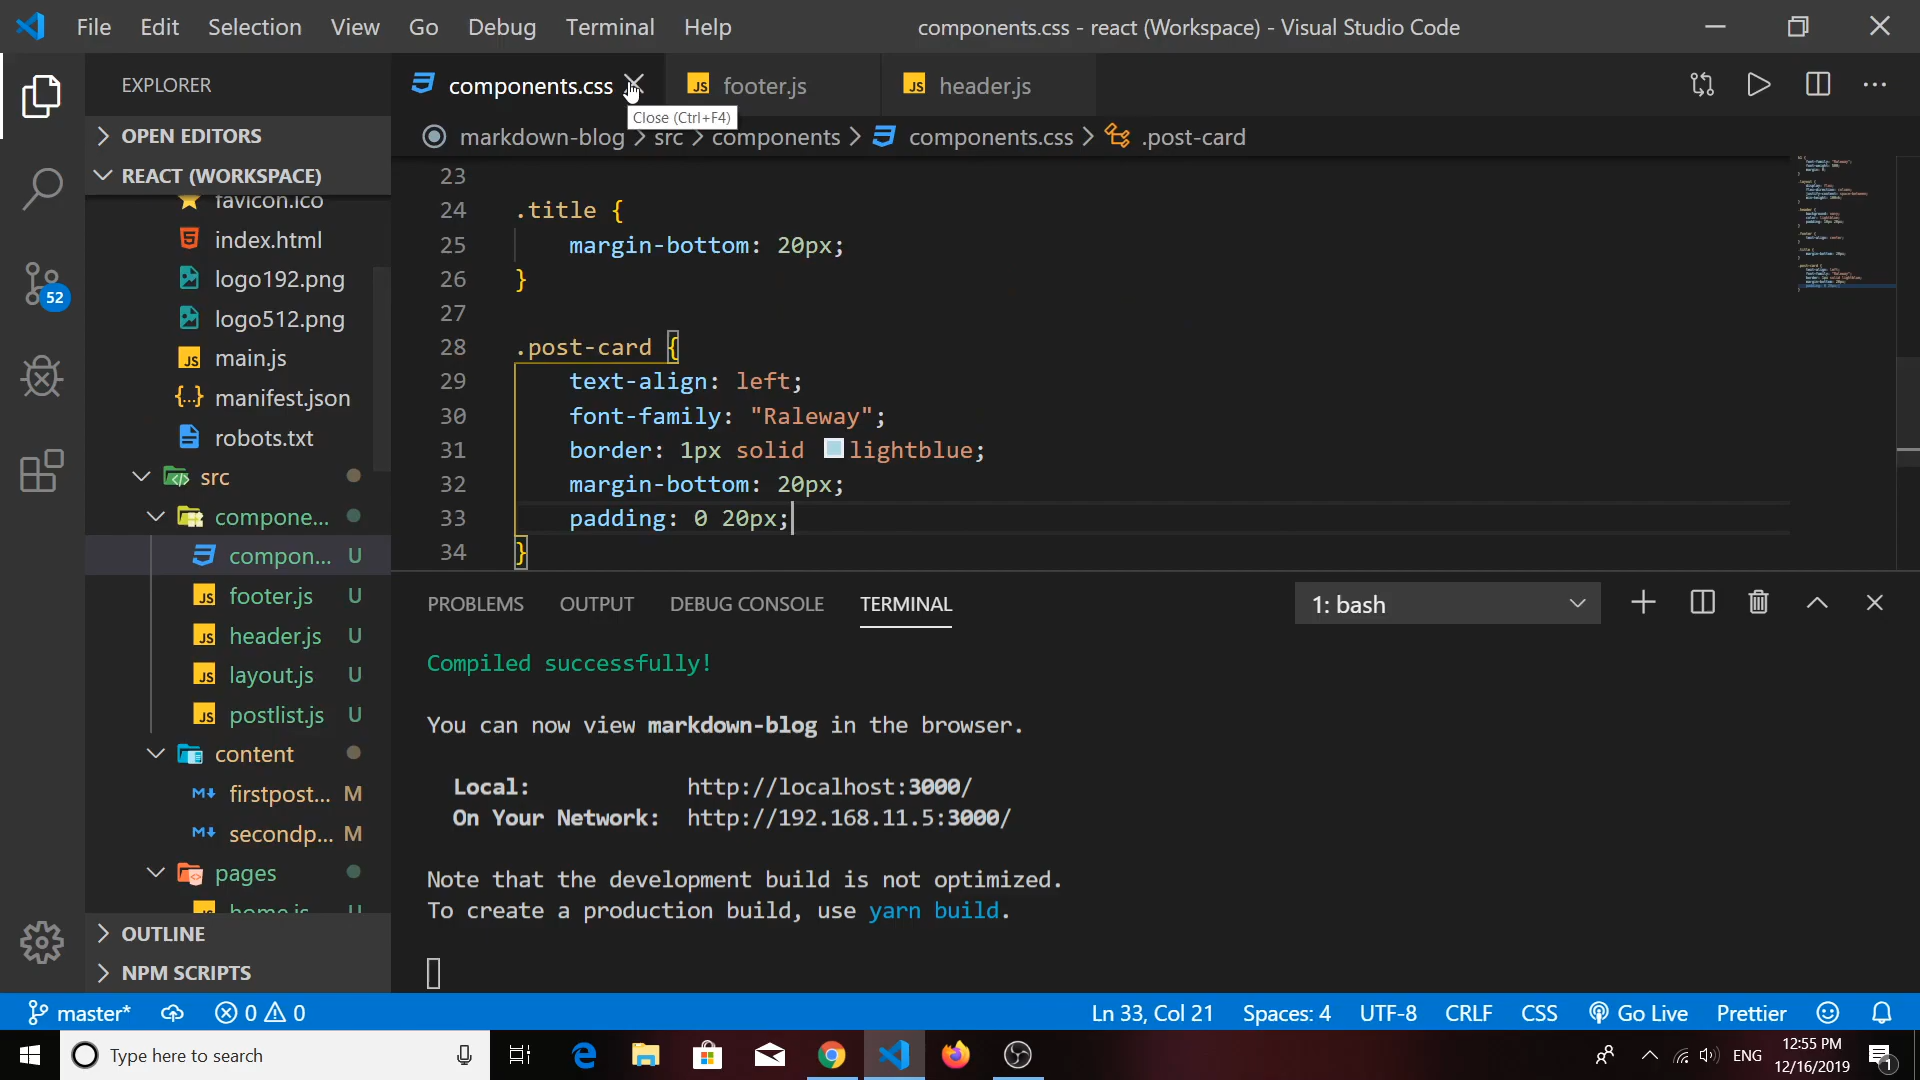 File Edit Selection View Go Debug Terminal Help
components.css - react (Workspace) - Visual Studio Code
EXPLORER
components.css
footer.js
header.js
Close (Ctrl+F4)
OPEN EDITORS
markdown-blog > src > components > components.css > .post-card
REACT (WORKSPACE)
favicon.ico
index.html
logo192.png
logo512.png
main.js
manifest.json
robots.txt
src
compone...
compon... U
footer.js U
header.js U
layout.js U
postlist.js U
content
firstpost... M
secondp... M
pages
home.js U
OUTLINE
NPM SCRIPTS
52
23
24 .title {
25 margin-bottom: 20px;
26 }
27
28 .post-card {
29 text-align: left;
30 font-family: "Raleway";
31 border: 1px solid lightblue;
32 margin-bottom: 20px;
33 padding: 0 20px;
34 }
PROBLEMS OUTPUT DEBUG CONSOLE TERMINAL
1: bash
Compiled successfully!
You can now view markdown-blog in the browser.
Local: http://localhost:3000/
On Your Network: http://192.168.11.5:3000/
Note that the development build is not optimized.
To create a production build, use yarn build.
master* 0 0
Ln 33, Col 21 Spaces: 4 UTF-8 CRLF CSS Go Live Prettier
Type here to search
ENG
12:55 PM
12/16/2019
1